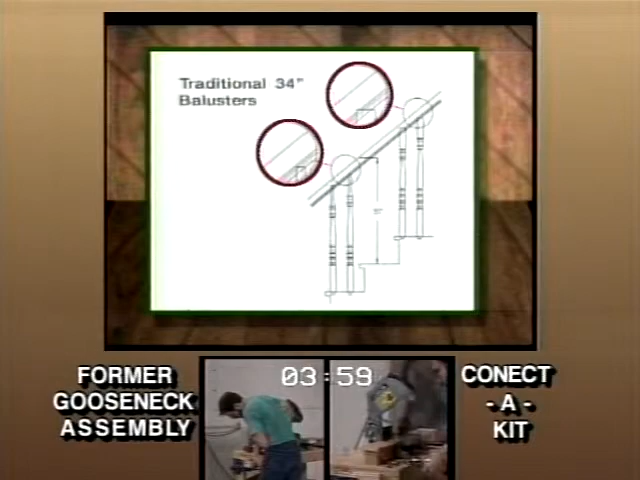 Traditional 34"
Balusters
03:59
FORMER
GOOSENECK
ASSEMBLY
CONECT
- A -
KIT